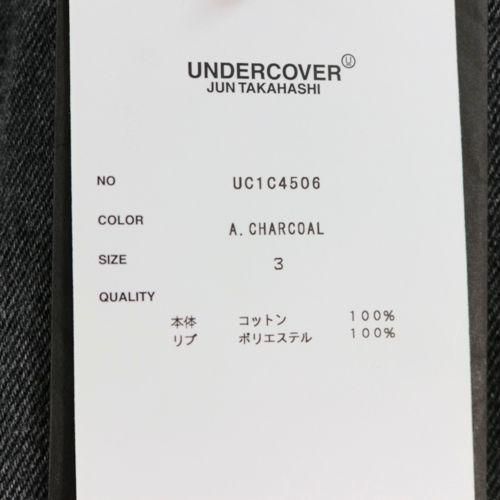 UNDERCOVER Ⓤ
JUN TAKAHASHI
NO UC1C4506
COLOR A. CHARCOAL
SIZE 3
QUALITY
本体 コットン 100%
リブ ポリエステル 100%